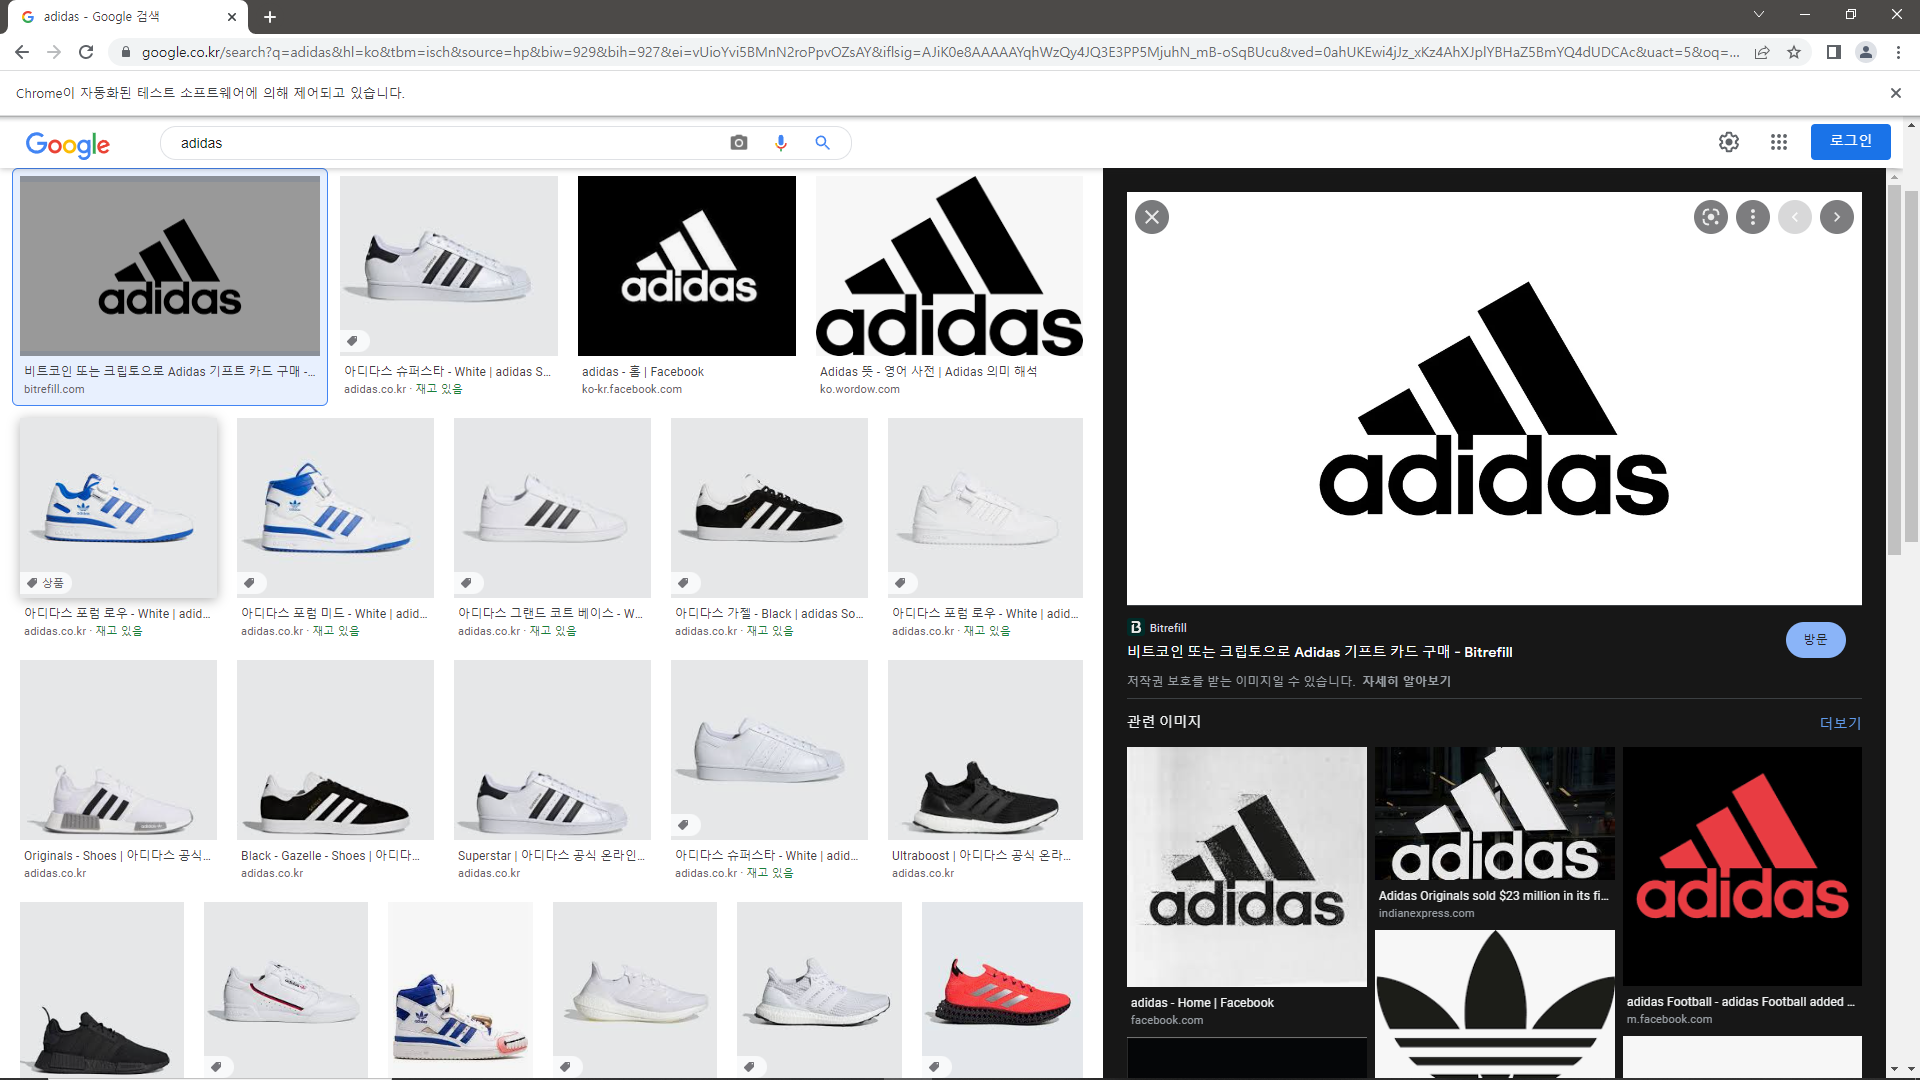 adidas - Google 검색
google.co.kr/search?q=adidas&hl=ko&tbm=isch&source=hp&biw=929&bih=927&ei=vUioYvi5BMnN2roPpvOZsAY&iflsig=AJiK0e8AAAAAYqhWzQy4JQ3E3PP5MjuhN_mB-oSqBUcu&ved=0ahUKEwi4jJz_xKz4AhXJplYBHaZ5BmYQ4dUDCAc&uact=5&oq=...
Chrome이 자동화된 테스트 소프트웨어에 의해 제어되고 있습니다.
Google
adidas
로그인
adidas
adidas
adidas
비트코인 또는 크립토으로 Adidas 기프트 카드 구매 -...
bitrefill.com
아디다스 슈퍼스타 - White | adidas S...
adidas.co.kr · 재고 있음
adidas - 홈 | Facebook
ko-kr.facebook.com
Adidas 뜻 - 영어 사전 | Adidas 의미 해석
ko.wordow.com
상품
아디다스 포럼 로우 - White | adid...
adidas.co.kr · 재고 있음
아디다스 포럼 미드 - White | adid...
adidas.co.kr · 재고 있음
아디다스 그랜드 코트 베이스 - W...
adidas.co.kr · 재고 있음
아디다스 가젤 - Black | adidas So...
adidas.co.kr · 재고 있음
아디다스 포럼 로우 - White | adid...
adidas.co.kr · 재고 있음
Originals - Shoes | 아디다스 공식...
adidas.co.kr
Black - Gazelle - Shoes | 아디다...
adidas.co.kr
Superstar | 아디다스 공식 온라인...
adidas.co.kr
아디다스 슈퍼스타 - White | adid...
adidas.co.kr · 재고 있음
Ultraboost | 아디다스 공식 온라...
adidas.co.kr
adidas
Bitrefill
비트코인 또는 크립토으로 Adidas 기프트 카드 구매 - Bitrefill
방문
저작권 보호를 받는 이미지일 수 있습니다. 자세히 알아보기
관련 이미지
더보기
adidas
adidas - Home | Facebook
facebook.com
adidas
Adidas Originals sold $23 million in its fi...
indianexpress.com
adidas
adidas Football - adidas Football added ...
m.facebook.com